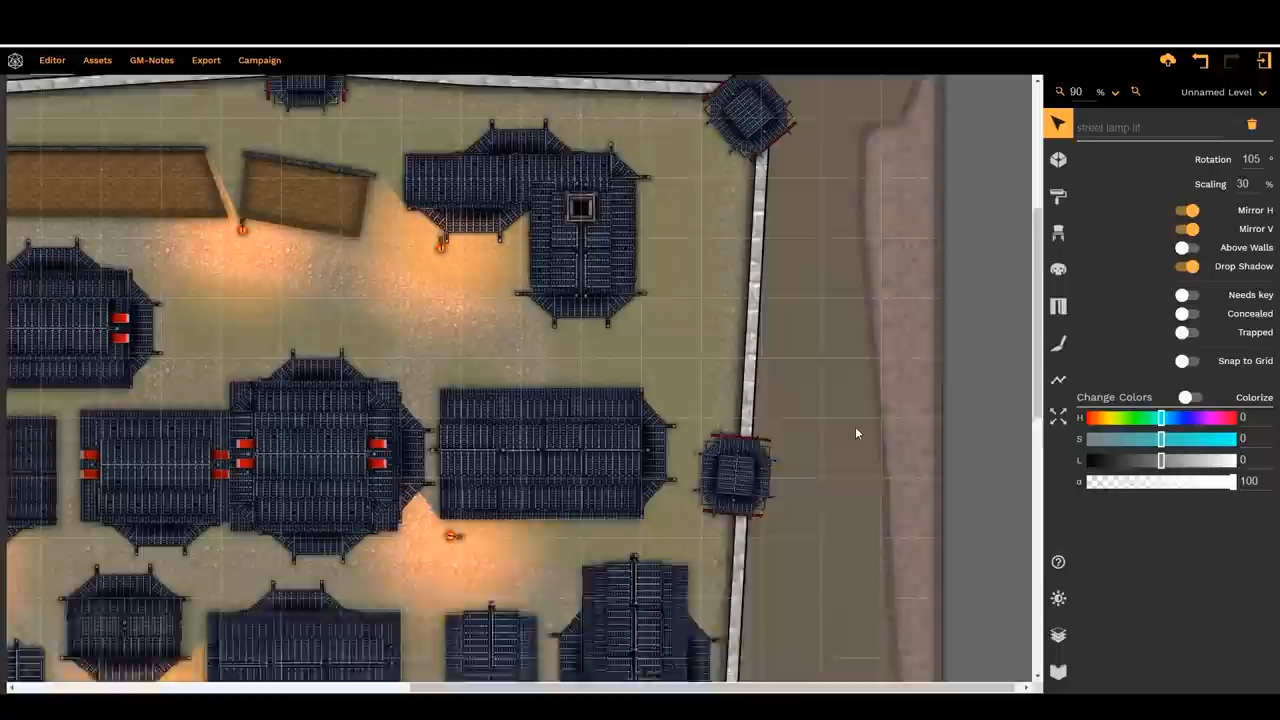 Editor Assets GM-Notes Export Campaign
90 % Unnamed Level
street lamp lit
Rotation 105 °
Scaling 30 %
Mirror H
Mirror V
Above Walls
Drop Shadow
Needs key
Concealed
Trapped
Snap to Grid
Change Colors Colorize
H 0
S 0
L 0
α 100